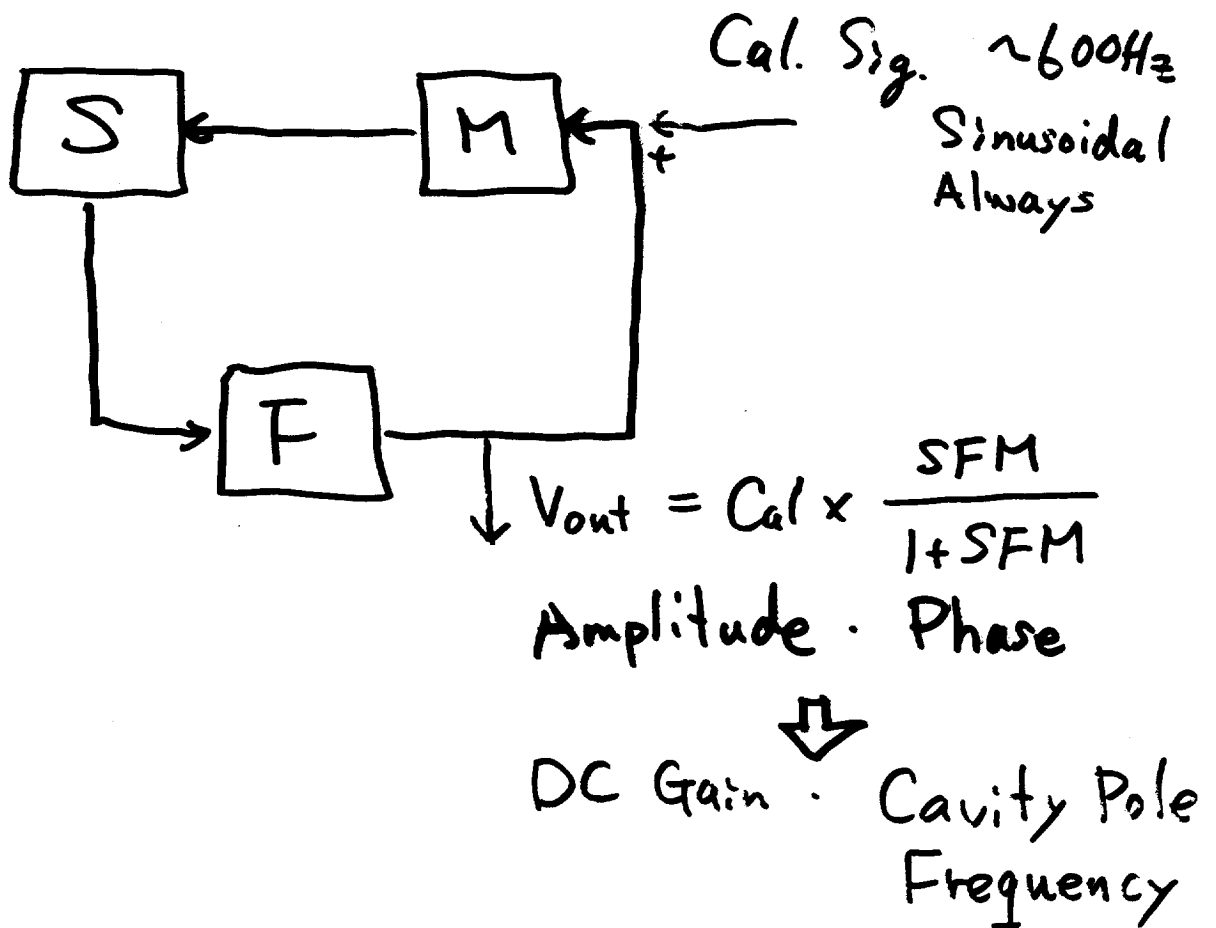 Cal. Sig. ~600Hz
Sinusoidal
Always
S
M
+
F
Vout = Cal × SFM / 1+SFM
Amplitude · Phase
DC Gain · Cavity Pole
Frequency